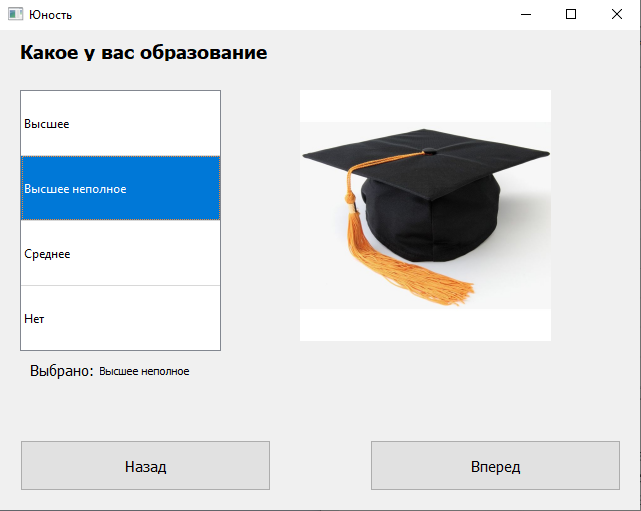 Юность
Какое у вас образование
Высшее
Высшее неполное
Среднее
Нет
Выбрано: Высшее неполное
Назад
Вперед